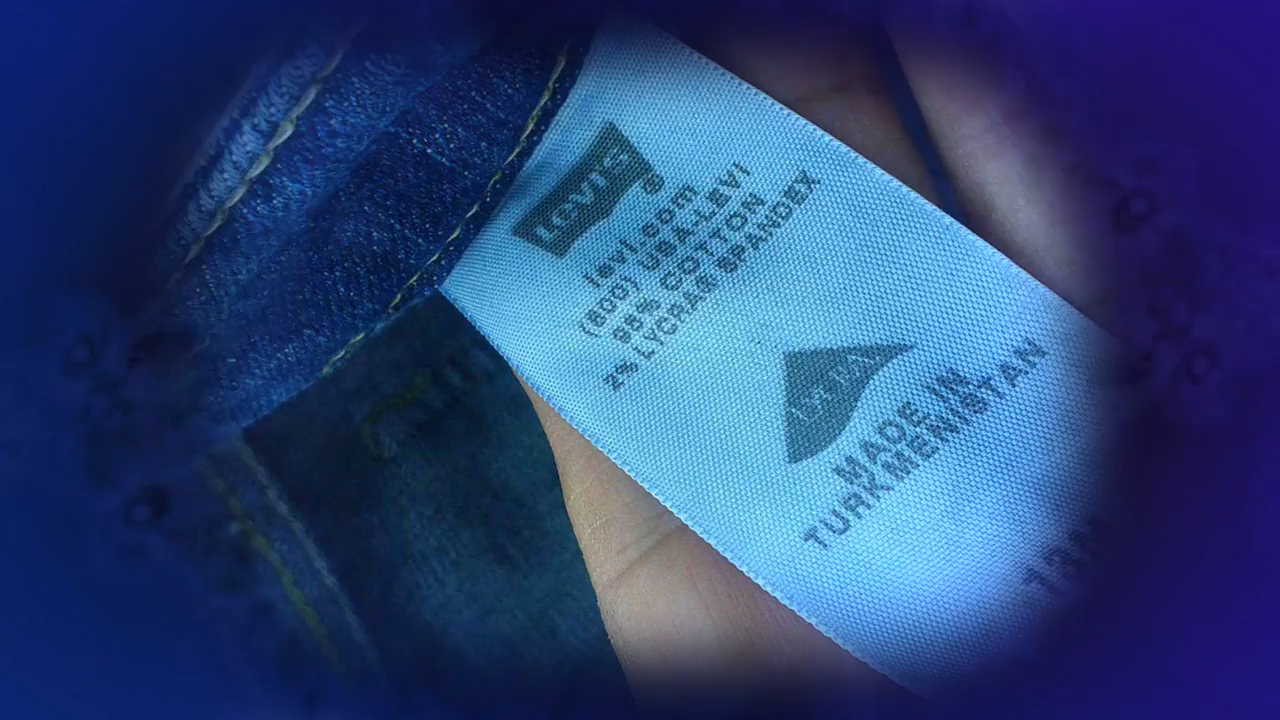 LEVI'S
levi.com
(800) USA-LEVI
98% COTTON
2% LYCRA® SPANDEX
MADE IN
TURKMENISTAN